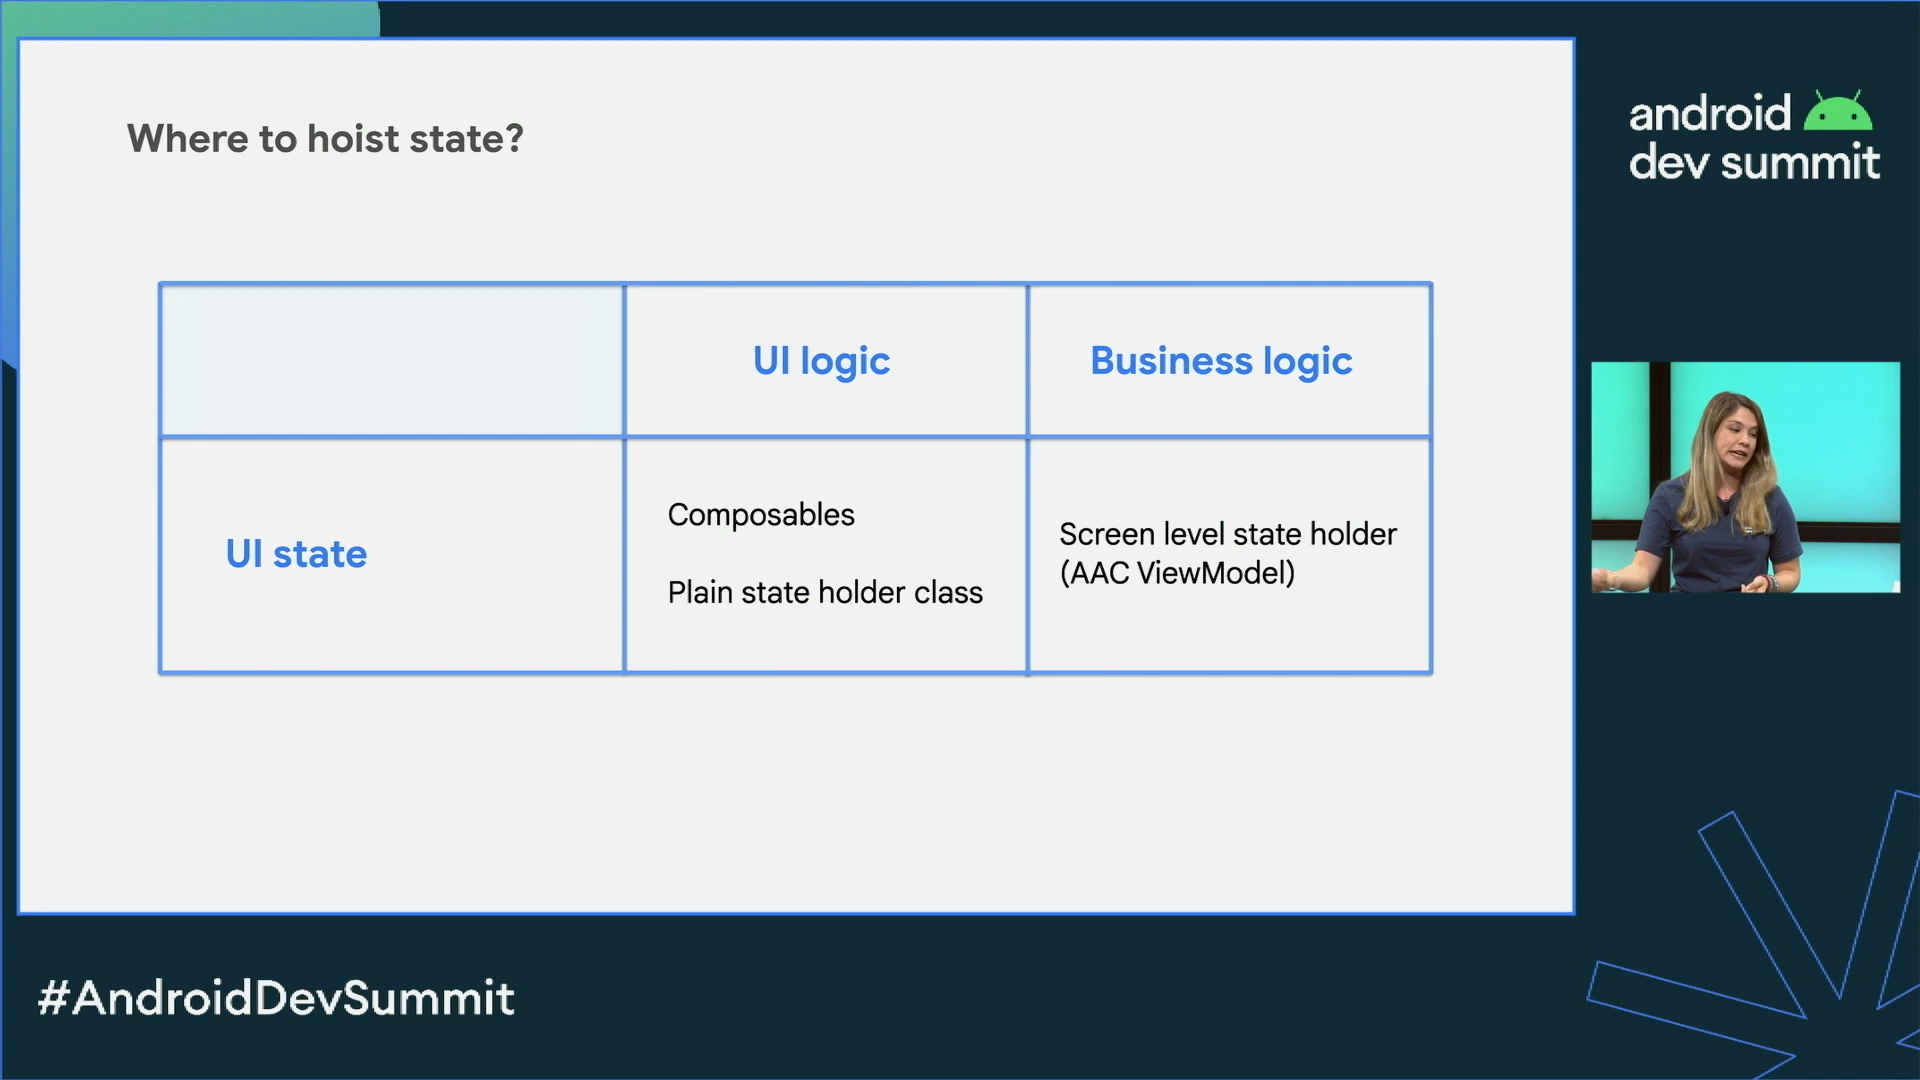 Where to hoist state?
android
dev summit
UI logic
Business logic
UI state
Composables
Plain state holder class
Screen level state holder
(AAC ViewModel)
#AndroidDevSummit